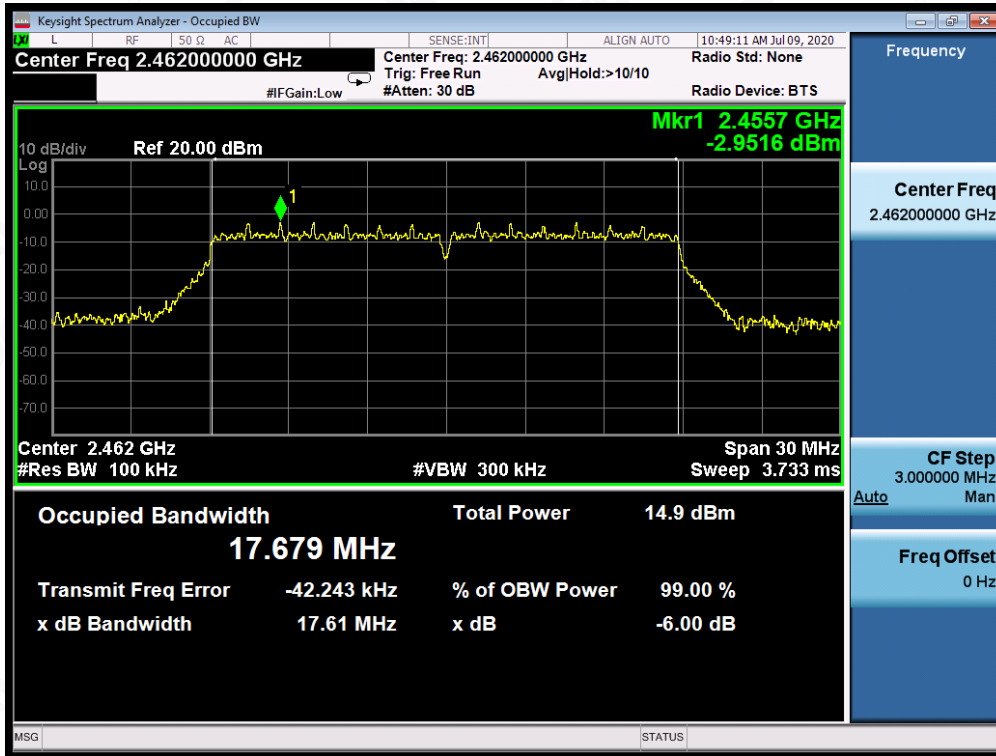 Keysight Spectrum Analyzer - Occupied BW
LXI L RF 50 Ω AC SENSE:INT ALIGN AUTO 10:49:11 AM Jul 09, 2020
Center Freq 2.462000000 GHz Center Freq: 2.462000000 GHz Radio Std: None
Trig: Free Run Avg|Hold:>10/10
#IFGain:Low #Atten: 30 dB Radio Device: BTS
Mkr1 2.4557 GHz
-2.9516 dBm
10 dB/div Ref 20.00 dBm
Log
10.0
1
0.00
-10.0
-20.0
-30.0
-40.0
-50.0
-60.0
-70.0
Center 2.462 GHz Span 30 MHz
#Res BW 100 kHz #VBW 300 kHz Sweep 3.733 ms
Occupied Bandwidth Total Power 14.9 dBm
17.679 MHz
Transmit Freq Error -42.243 kHz % of OBW Power 99.00 %
x dB Bandwidth 17.61 MHz x dB -6.00 dB
MSG STATUS
Frequency
Center Freq
2.462000000 GHz
CF Step
3.000000 MHz
Auto Man
Freq Offset
0 Hz